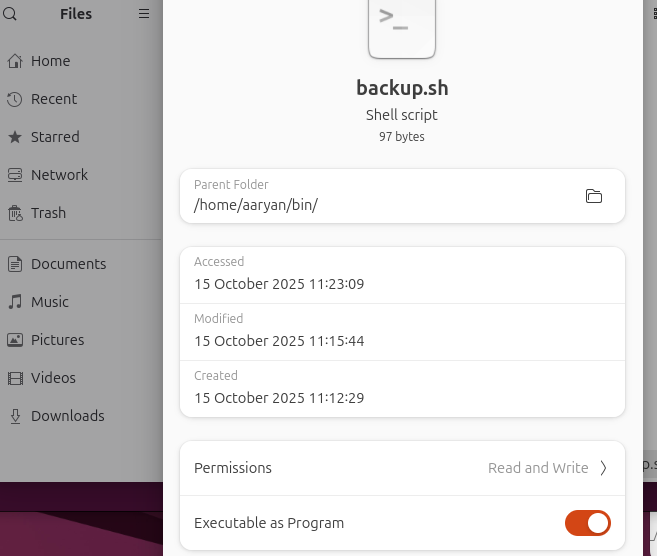 Files
Home
Recent
Starred
Network
Trash
Documents
Music
Pictures
Videos
Downloads
>_
backup.sh
Shell script
97 bytes
Parent Folder
/home/aaryan/bin/
Accessed
15 October 2025 11:23:09
Modified
15 October 2025 11:15:44
Created
15 October 2025 11:12:29
Permissions
Read and Write
Executable as Program